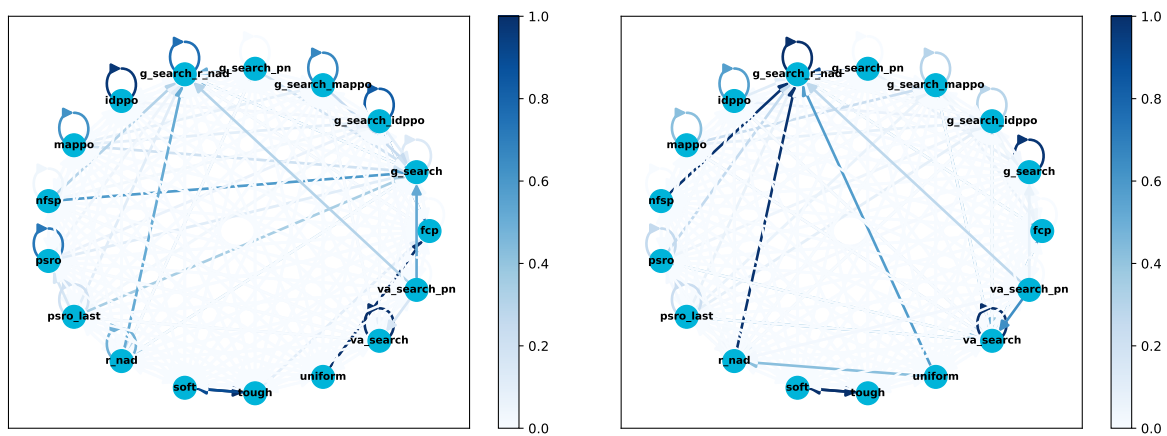 g_search_r_nad
g_search_pn
g_search_mappo
idppo
g_search_idppo
mappo
g_search
nfsp
fcp
psro
va_search_pn
psro_last
va_search
r_nad
uniform
soft
tough
1.0
0.8
0.6
0.4
0.2
0.0
g_search_r_nad
g_search_pn
g_search_mappo
idppo
g_search_idppo
mappo
g_search
nfsp
fcp
psro
va_search_pn
psro_last
va_search
r_nad
uniform
soft
tough
1.0
0.8
0.6
0.4
0.2
0.0